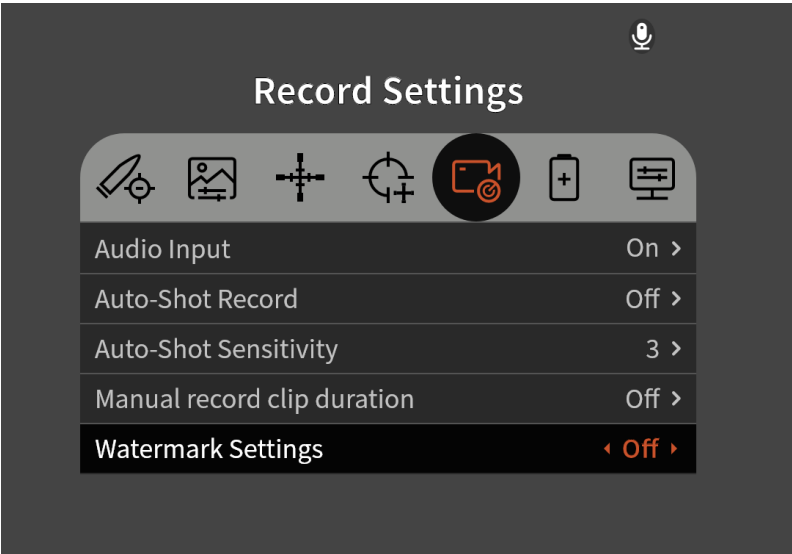 Record Settings
Audio Input On
Auto-Shot Record Off
Auto-Shot Sensitivity 3
Manual record clip duration Off
Watermark Settings Off